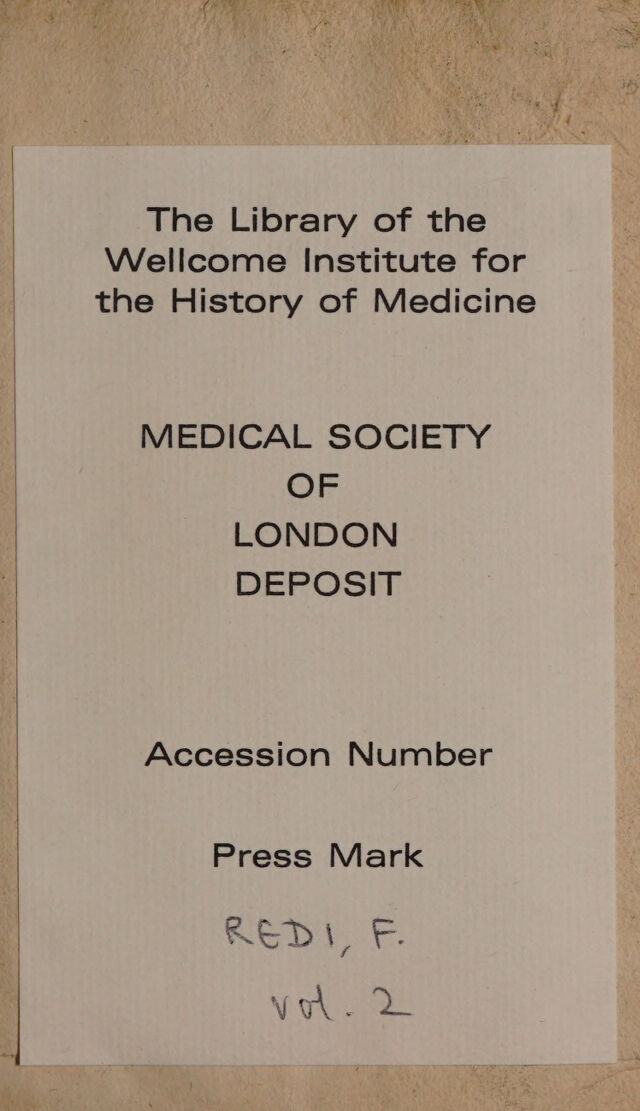 The Library of the
Wellcome Institute for
the History of Medicine
MEDICAL SOCIETY
OF
LONDON
DEPOSIT
Accession Number
Press Mark
REDI, F.
vol. 2